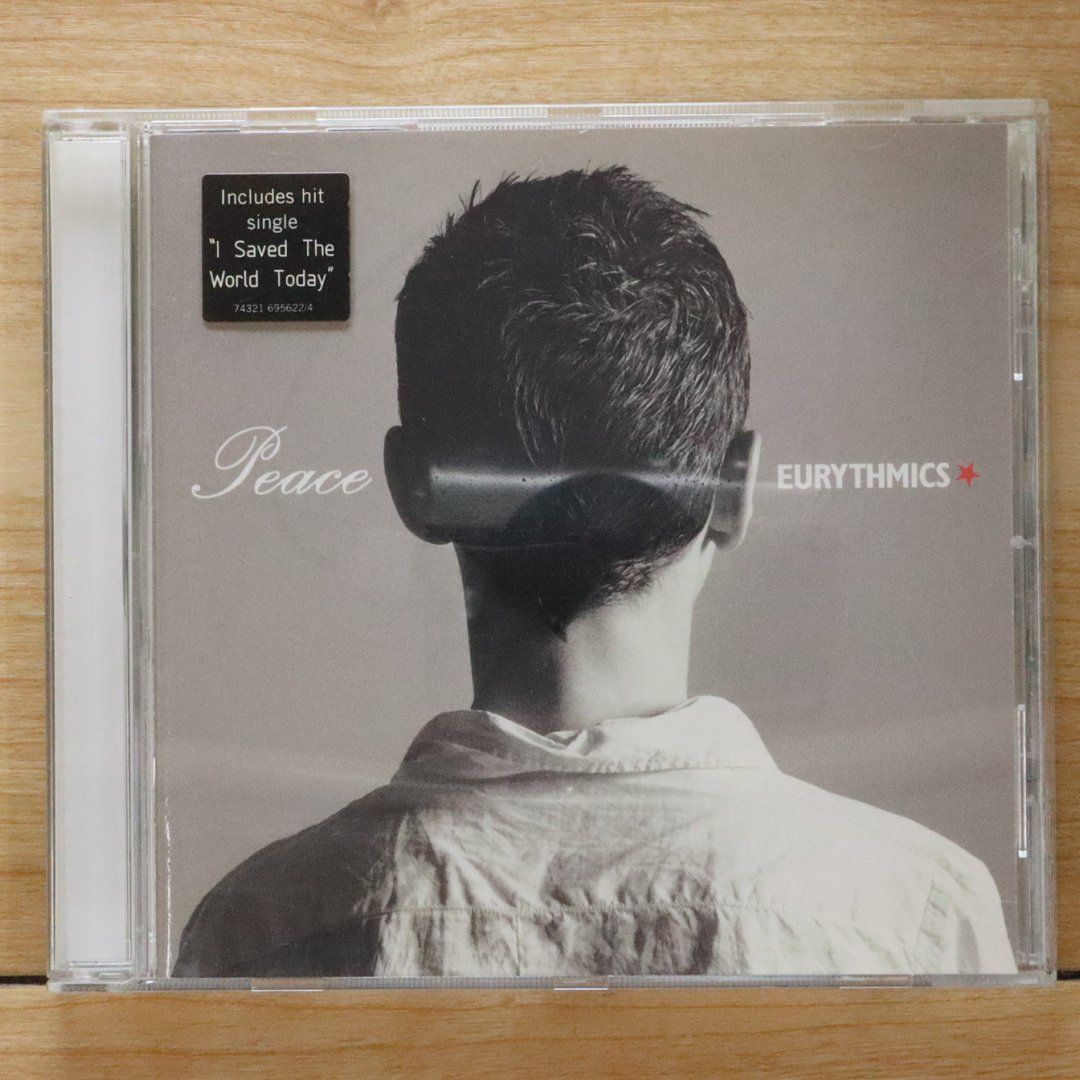 Includes hit
single
"I Saved The
World Today"
74321 695622/4
Peace
EURYTHMICS